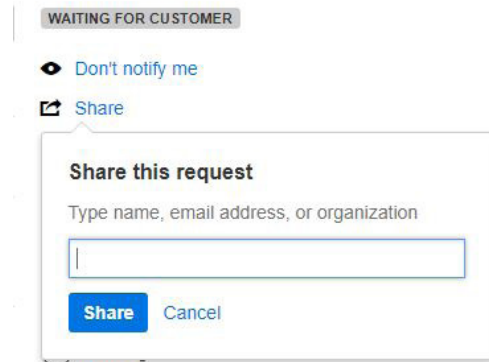 WAITING FOR CUSTOMER
Don't notify me
Share
Share this request
Type name, email address, or organization
Share Cancel